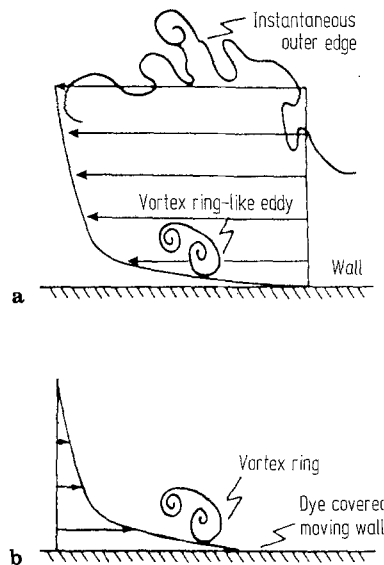 Instantaneous
outer edge
Vortex ring-like eddy
Wall
a
Vortex ring
Dye covered
moving wall
b